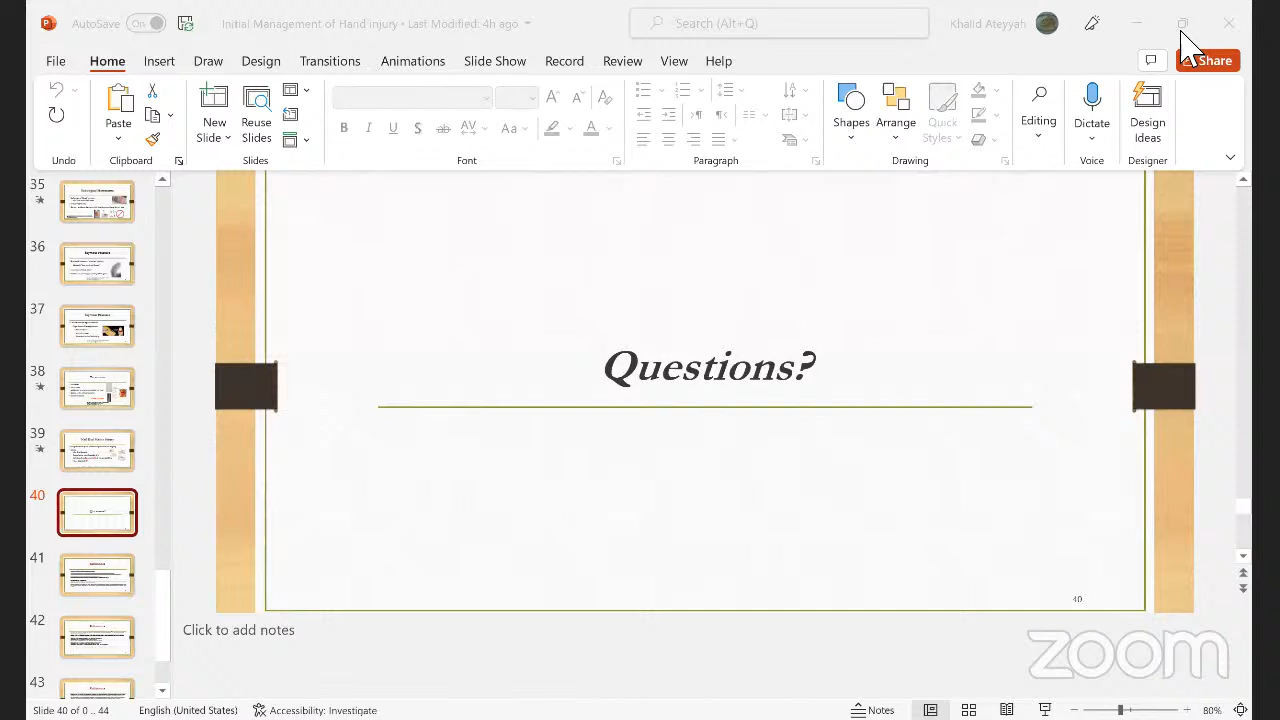 AutoSave On Initial Management of Hand injury • Last Modified: 4h ago Search (Alt+Q) Khalid Ateyyah
File Home Insert Draw Design Transitions Animations Slide Show Record Review View Help Share
Paste New Slide Reuse Slides Shapes Arrange Quick Styles Editing Dictate Design Ideas
Undo Clipboard Slides Font Paragraph Drawing Voice Designer
35
36
37
38
39
40
41
42
43
Questions?
40
Click to add notes
zoom
Slide 40 of 0 .. 44 English (United States) Accessibility: Investigate Notes 80%